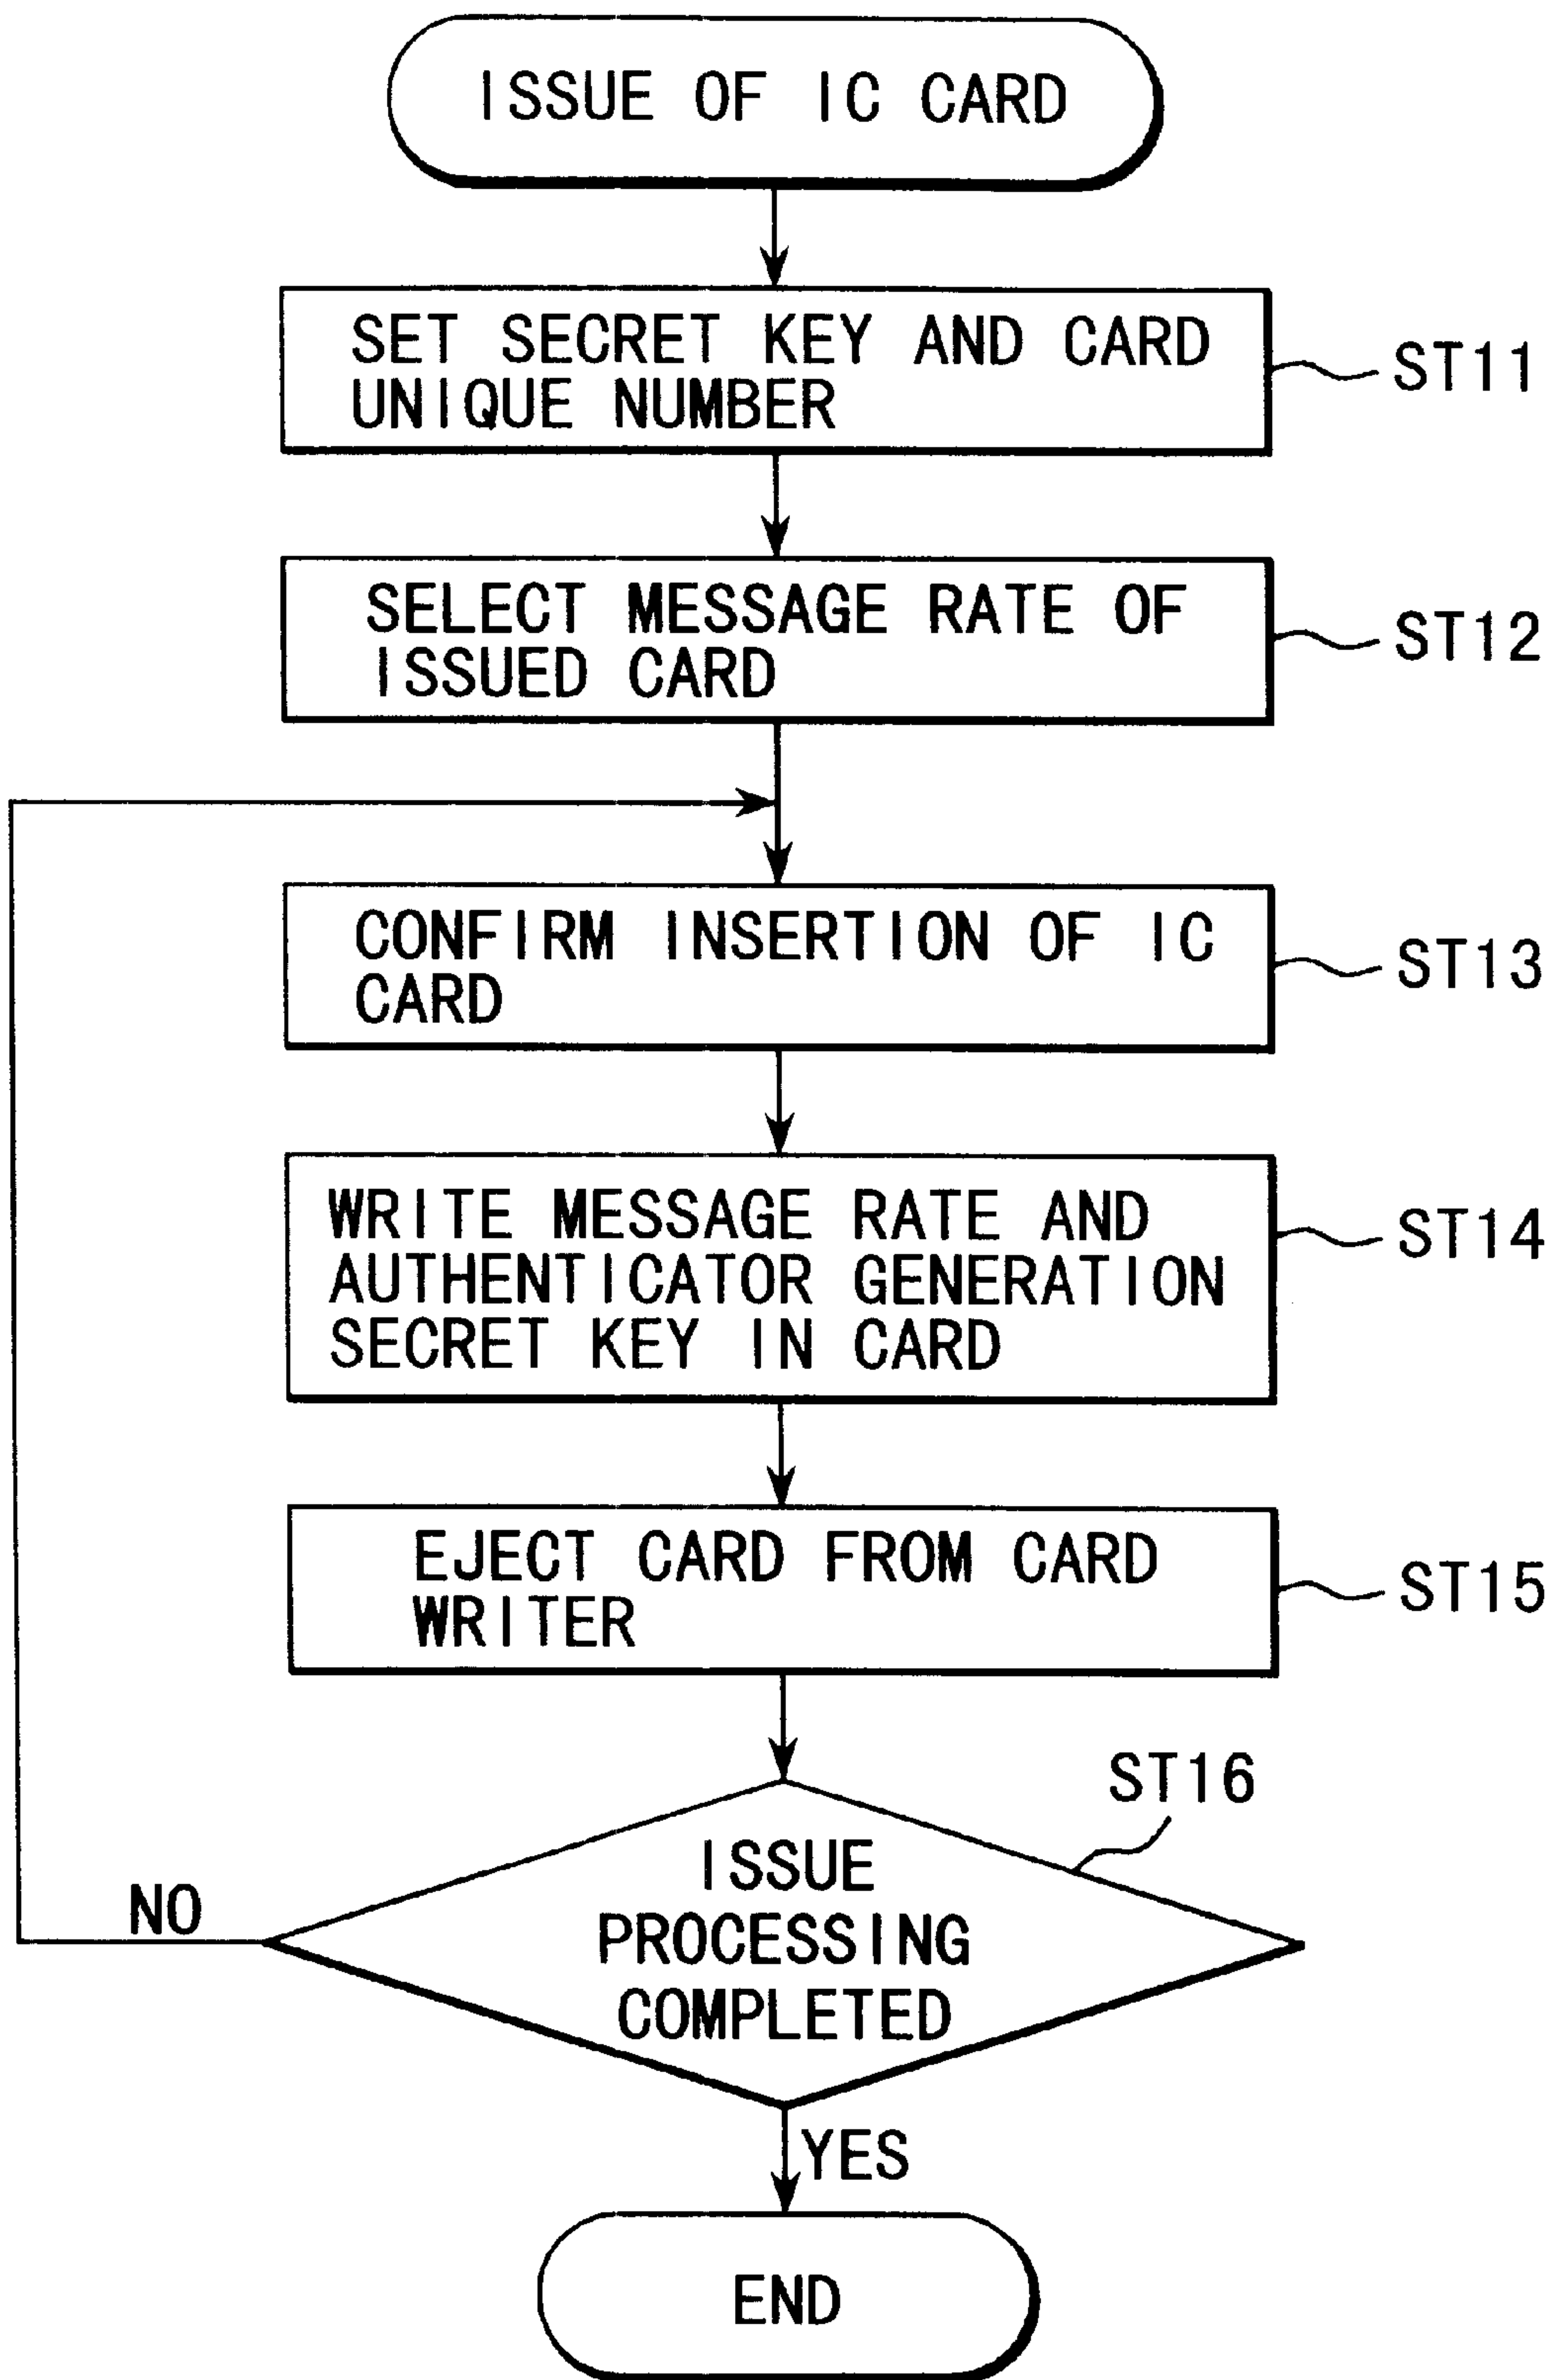 ISSUE OF IC CARD
SET SECRET KEY AND CARD
UNIQUE NUMBER
ST11
SELECT MESSAGE RATE OF
ISSUED CARD
ST12
CONFIRM INSERTION OF IC
CARD
ST13
WRITE MESSAGE RATE AND
AUTHENTICATOR GENERATION
SECRET KEY IN CARD
ST14
EJECT CARD FROM CARD
WRITER
ST15
ST16
ISSUE
PROCESSING
COMPLETED
NO
YES
END